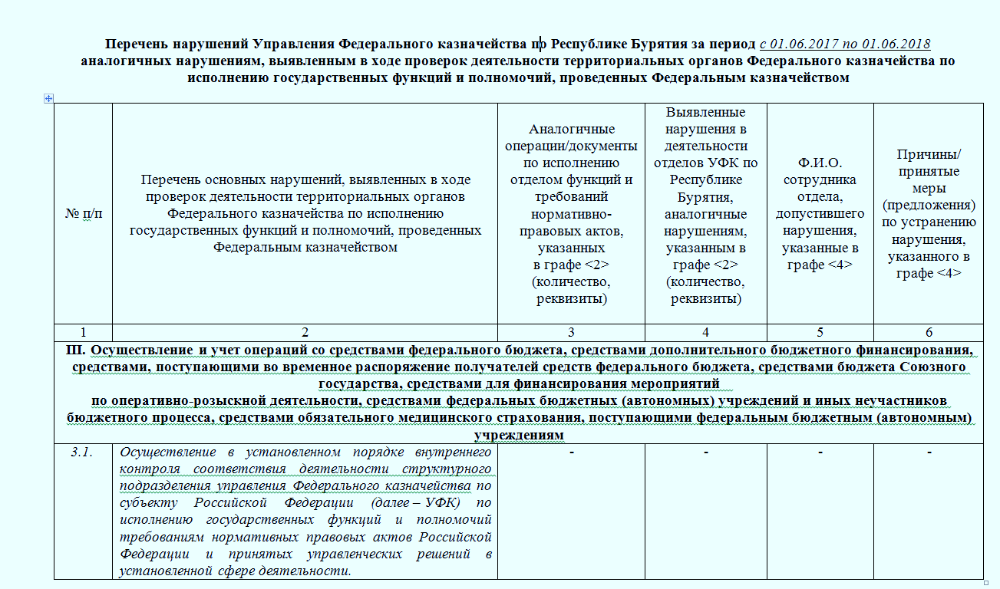 Перечень нарушений Управления Федерального казначейства по Республике Бурятия за период с 01.06.2017 по 01.06.2018
аналогичных нарушениям, выявленным в ходе проверок деятельности территориальных органов Федерального казначейства по
исполнению государственных функций и полномочий, проведенных Федеральным казначейством
№ п/п
Перечень основных нарушений, выявленных в ходе
проверок деятельности территориальных органов
Федерального казначейства по исполнению
государственных функций и полномочий, проведенных
Федеральным казначейством
Аналогичные
операции/документы
по исполнению
отделом функций и
требований
нормативно-
правовых актов,
указанных
в графе <2>
(количество,
реквизиты)
Выявленные
нарушения в
деятельности
отделов УФК по
Республике
Бурятия,
аналогичные
нарушениям,
указанным в
графе <2>
(количество,
реквизиты)
Ф.И.О.
сотрудника
отдела,
допустившего
нарушения,
указанные в
графе <4>
Причины/
принятые
меры
(предложения)
по устранению
нарушения,
указанного в
графе <4>
1 2 3 4 5 6
III. Осуществление и учет операций со средствами федерального бюджета, средствами дополнительного бюджетного финансирования,
средствами, поступающими во временное распоряжение получателей средств федерального бюджета, средствами бюджета Союзного
государства, средствами для финансирования мероприятий
по оперативно-розыскной деятельности, средствами федеральных бюджетных (автономных) учреждений и иных неучастников
бюджетного процесса, средствами обязательного медицинского страхования, поступающими федеральным бюджетным (автономным)
учреждениям
3.1.
Осуществление в установленном порядке внутреннего
контроля соответствия деятельности структурного
подразделения управления Федерального казначейства по
субъекту Российской Федерации (далее – УФК) по
исполнению государственных функций и полномочий
требованиям нормативных правовых актов Российской
Федерации и принятых управленческих решений в
установленной сфере деятельности.
- - - -